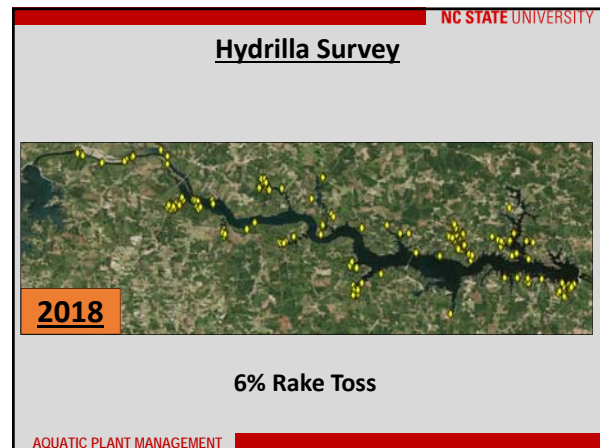 NC STATE UNIVERSITY
Hydrilla Survey
2018
6% Rake Toss
AQUATIC PLANT MANAGEMENT